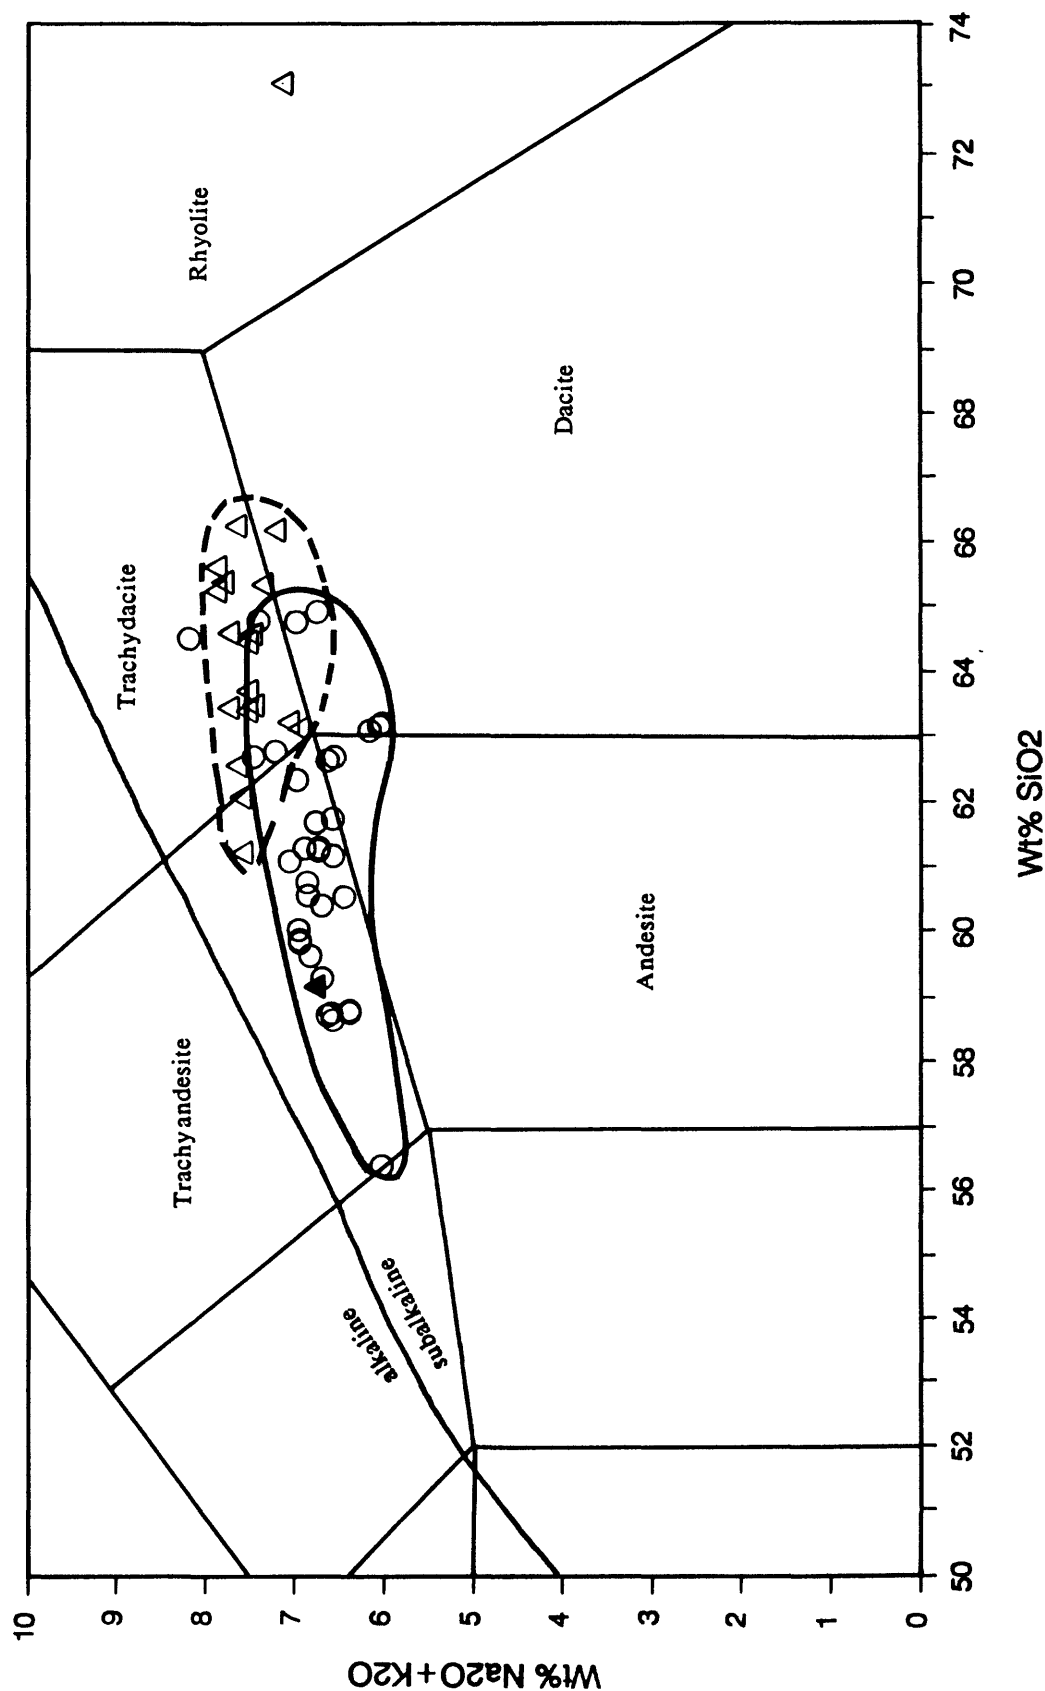 10
9
8
7
6
5
4
3
2
1
0
Wt% Na2O+K2O
Trachyandesite
Trachydacite
Rhyolite
alkaline
subalkaline
Andesite
Dacite
50
52
54
56
58
60
62
64
66
68
70
72
74
Wt% SiO2